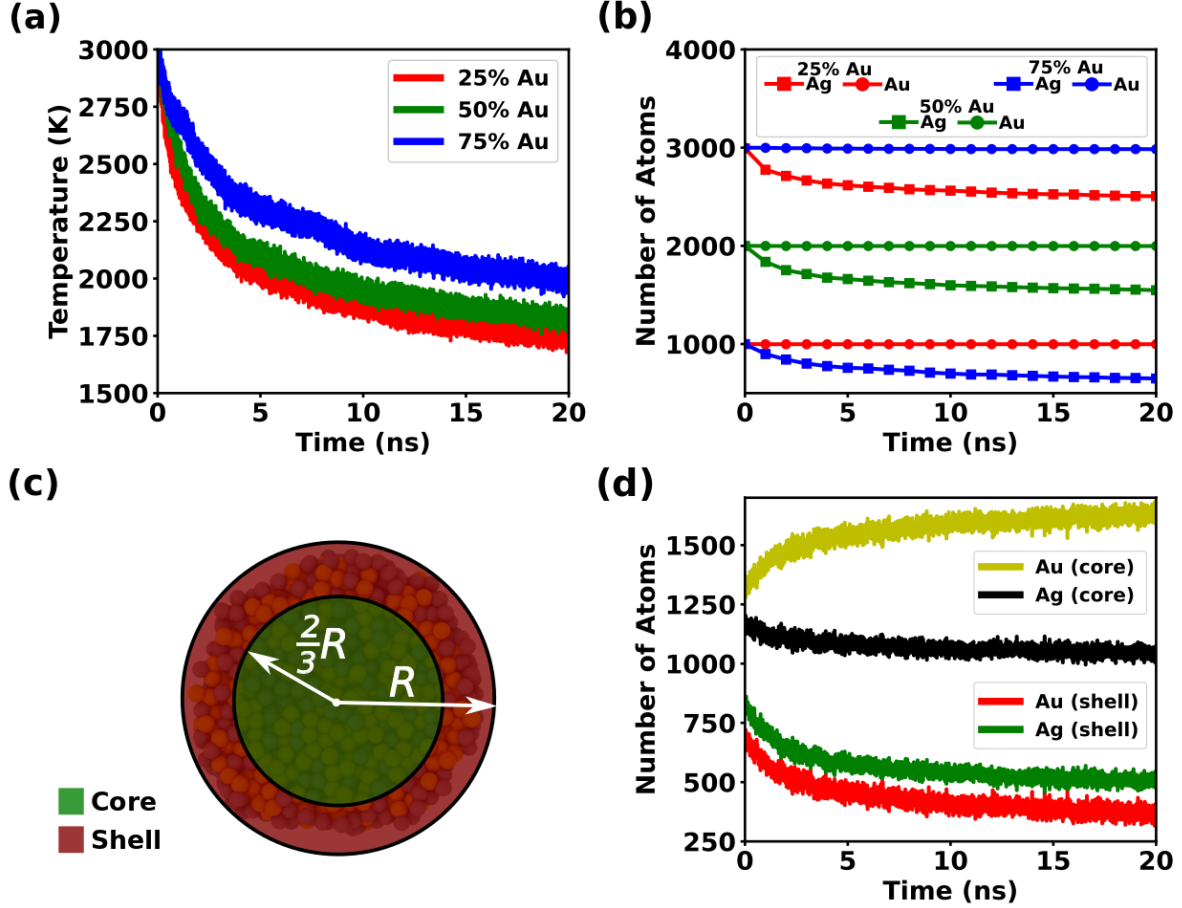 (a)
3000
2750
2500
2250
2000
1750
1500
Temperature (K)
0
5
10
15
20
Time (ns)
25% Au
50% Au
75% Au
(b)
4000
3000
2000
1000
Number of Atoms
0
5
10
15
20
Time (ns)
25% Au
Ag
Au
75% Au
Ag
Au
50% Au
Ag
Au
(c)
2/3 R
R
Core
Shell
(d)
1500
1250
1000
750
500
250
Number of Atoms
0
5
10
15
20
Time (ns)
Au (core)
Ag (core)
Au (shell)
Ag (shell)